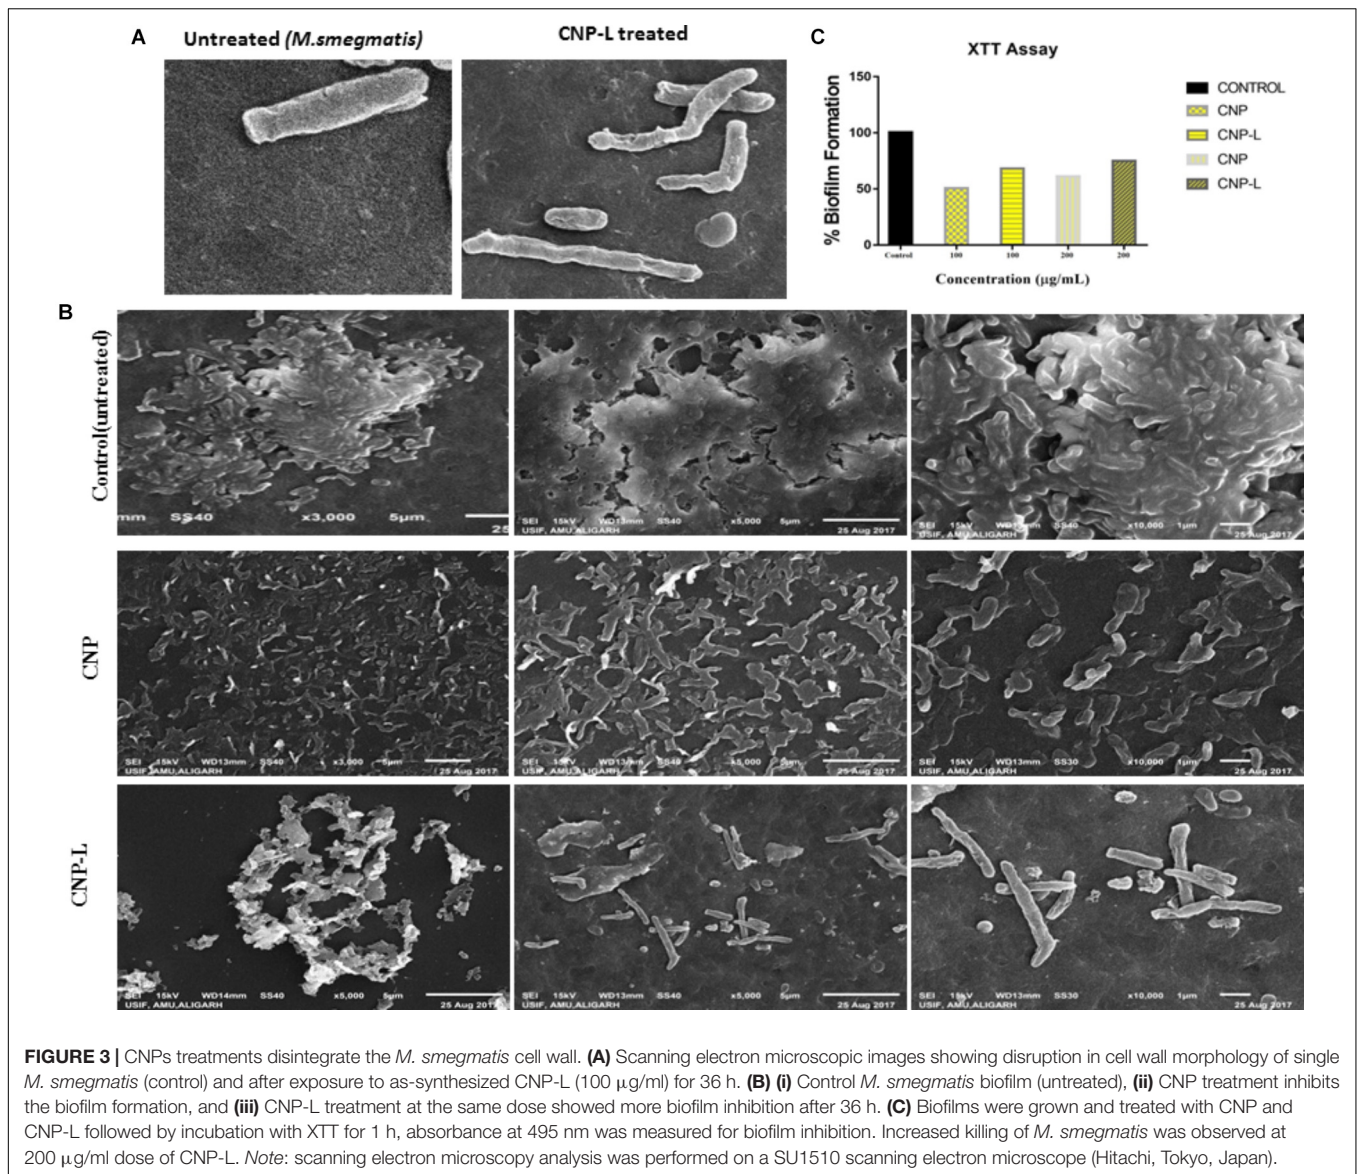 A
Untreated (M.smegmatis)
CNP-L treated
C
XTT Assay
150
100
50
0
% Biofilm Formation
Control
100
100
200
200
Concentration (µg/mL)
CONTROL
CNP
CNP-L
CNP
CNP-L
B
Control(untreated)
mm SS40 x3,000 5µm
25
SEI 15kV WD13mm SS40 x5,000 5µm
USIF, AMU,ALIGARH 25 Aug 2017
SEI 15kV WD13mm SS40 x10,000 1µm
USIF, AMU,ALIGARH 25 Aug 2017
CNP
SEI 15kV WD13mm SS40 x3,000 5µm
USIF, AMU,ALIGARH 25 Aug 2017
SEI 15kV WD13mm SS40 x5,000 5µm
USIF, AMU,ALIGARH 25 Aug 2017
SEI 15kV WD13mm SS30 x10,000 1µm
USIF, AMU,ALIGARH 25 Aug 2017
CNP-L
SEI 15kV WD14mm SS40 x5,000 5µm
USIF, AMU,ALIGARH 25 Aug 2017
SEI 15kV WD13mm SS40 x5,000 5µm
USIF, AMU,ALIGARH 25 Aug 2017
SEI 15kV WD13mm SS30 x10,000 1µm
USIF, AMU,ALIGARH 25 Aug 2017
FIGURE 3 | CNPs treatments disintegrate the M. smegmatis cell wall. (A) Scanning electron microscopic images showing disruption in cell wall morphology of single
M. smegmatis (control) and after exposure to as-synthesized CNP-L (100 µg/ml) for 36 h. (B) (i) Control M. smegmatis biofilm (untreated), (ii) CNP treatment inhibits
the biofilm formation, and (iii) CNP-L treatment at the same dose showed more biofilm inhibition after 36 h. (C) Biofilms were grown and treated with CNP and
CNP-L followed by incubation with XTT for 1 h, absorbance at 495 nm was measured for biofilm inhibition. Increased killing of M. smegmatis was observed at
200 µg/ml dose of CNP-L. Note: scanning electron microscopy analysis was performed on a SU1510 scanning electron microscope (Hitachi, Tokyo, Japan).